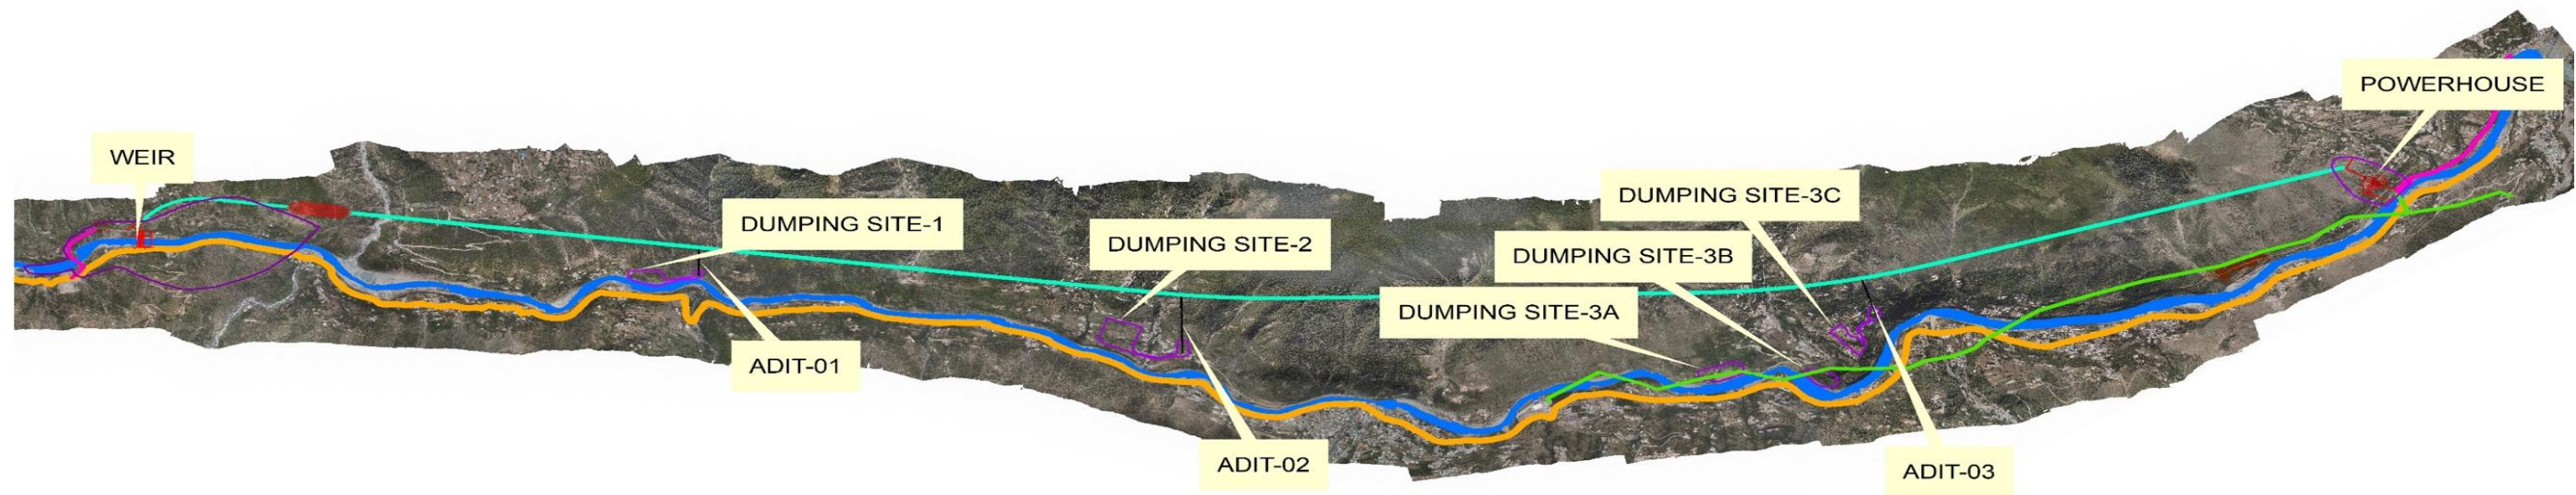 WEIR
DUMPING SITE-1
ADIT-01
DUMPING SITE-2
ADIT-02
DUMPING SITE-3A
DUMPING SITE-3B
DUMPING SITE-3C
ADIT-03
POWERHOUSE